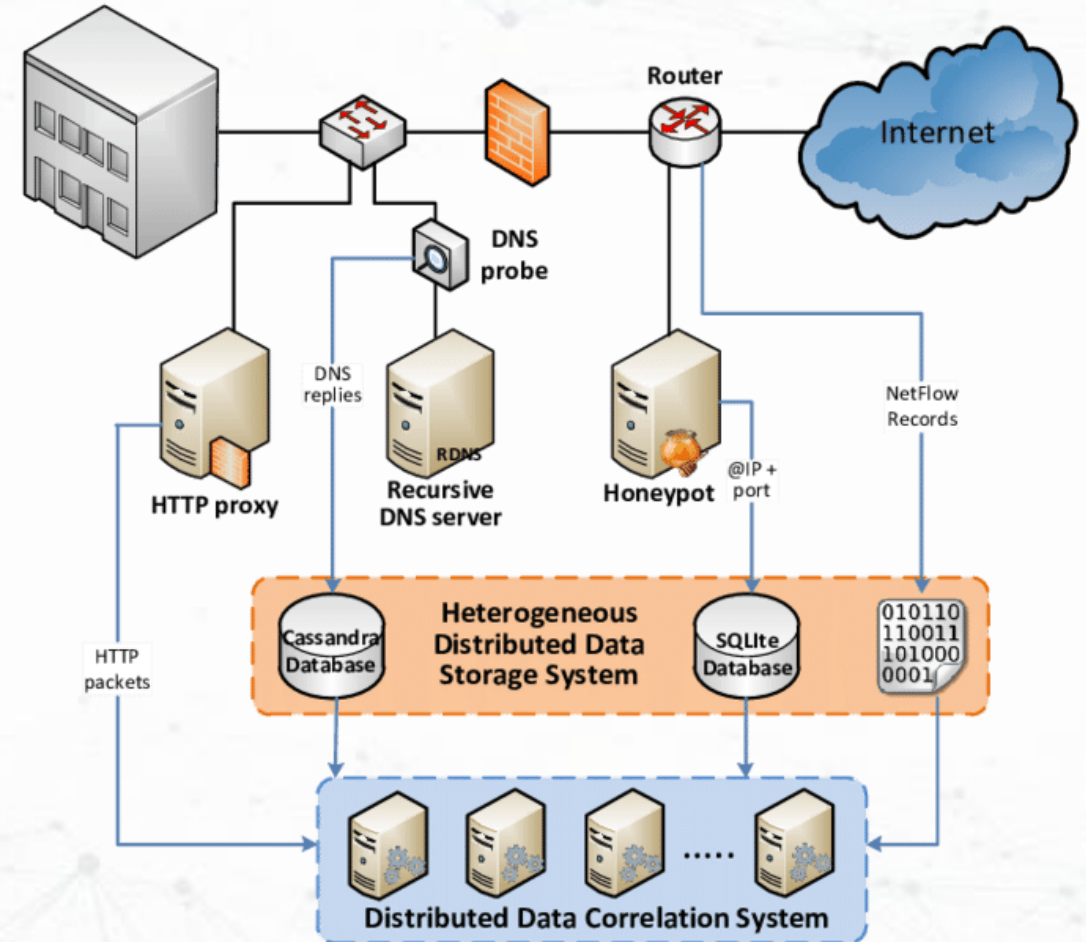 Router
Internet
DNS
probe
DNS
replies
NetFlow
Records
RDNS
@IP +
port
HTTP proxy
Recursive
DNS server
Honeypot
HTTP
packets
Cassandra
Database
Heterogeneous
Distributed Data
Storage System
SQLIte
Database
010110
110011
101000
0001
.....
Distributed Data Correlation System